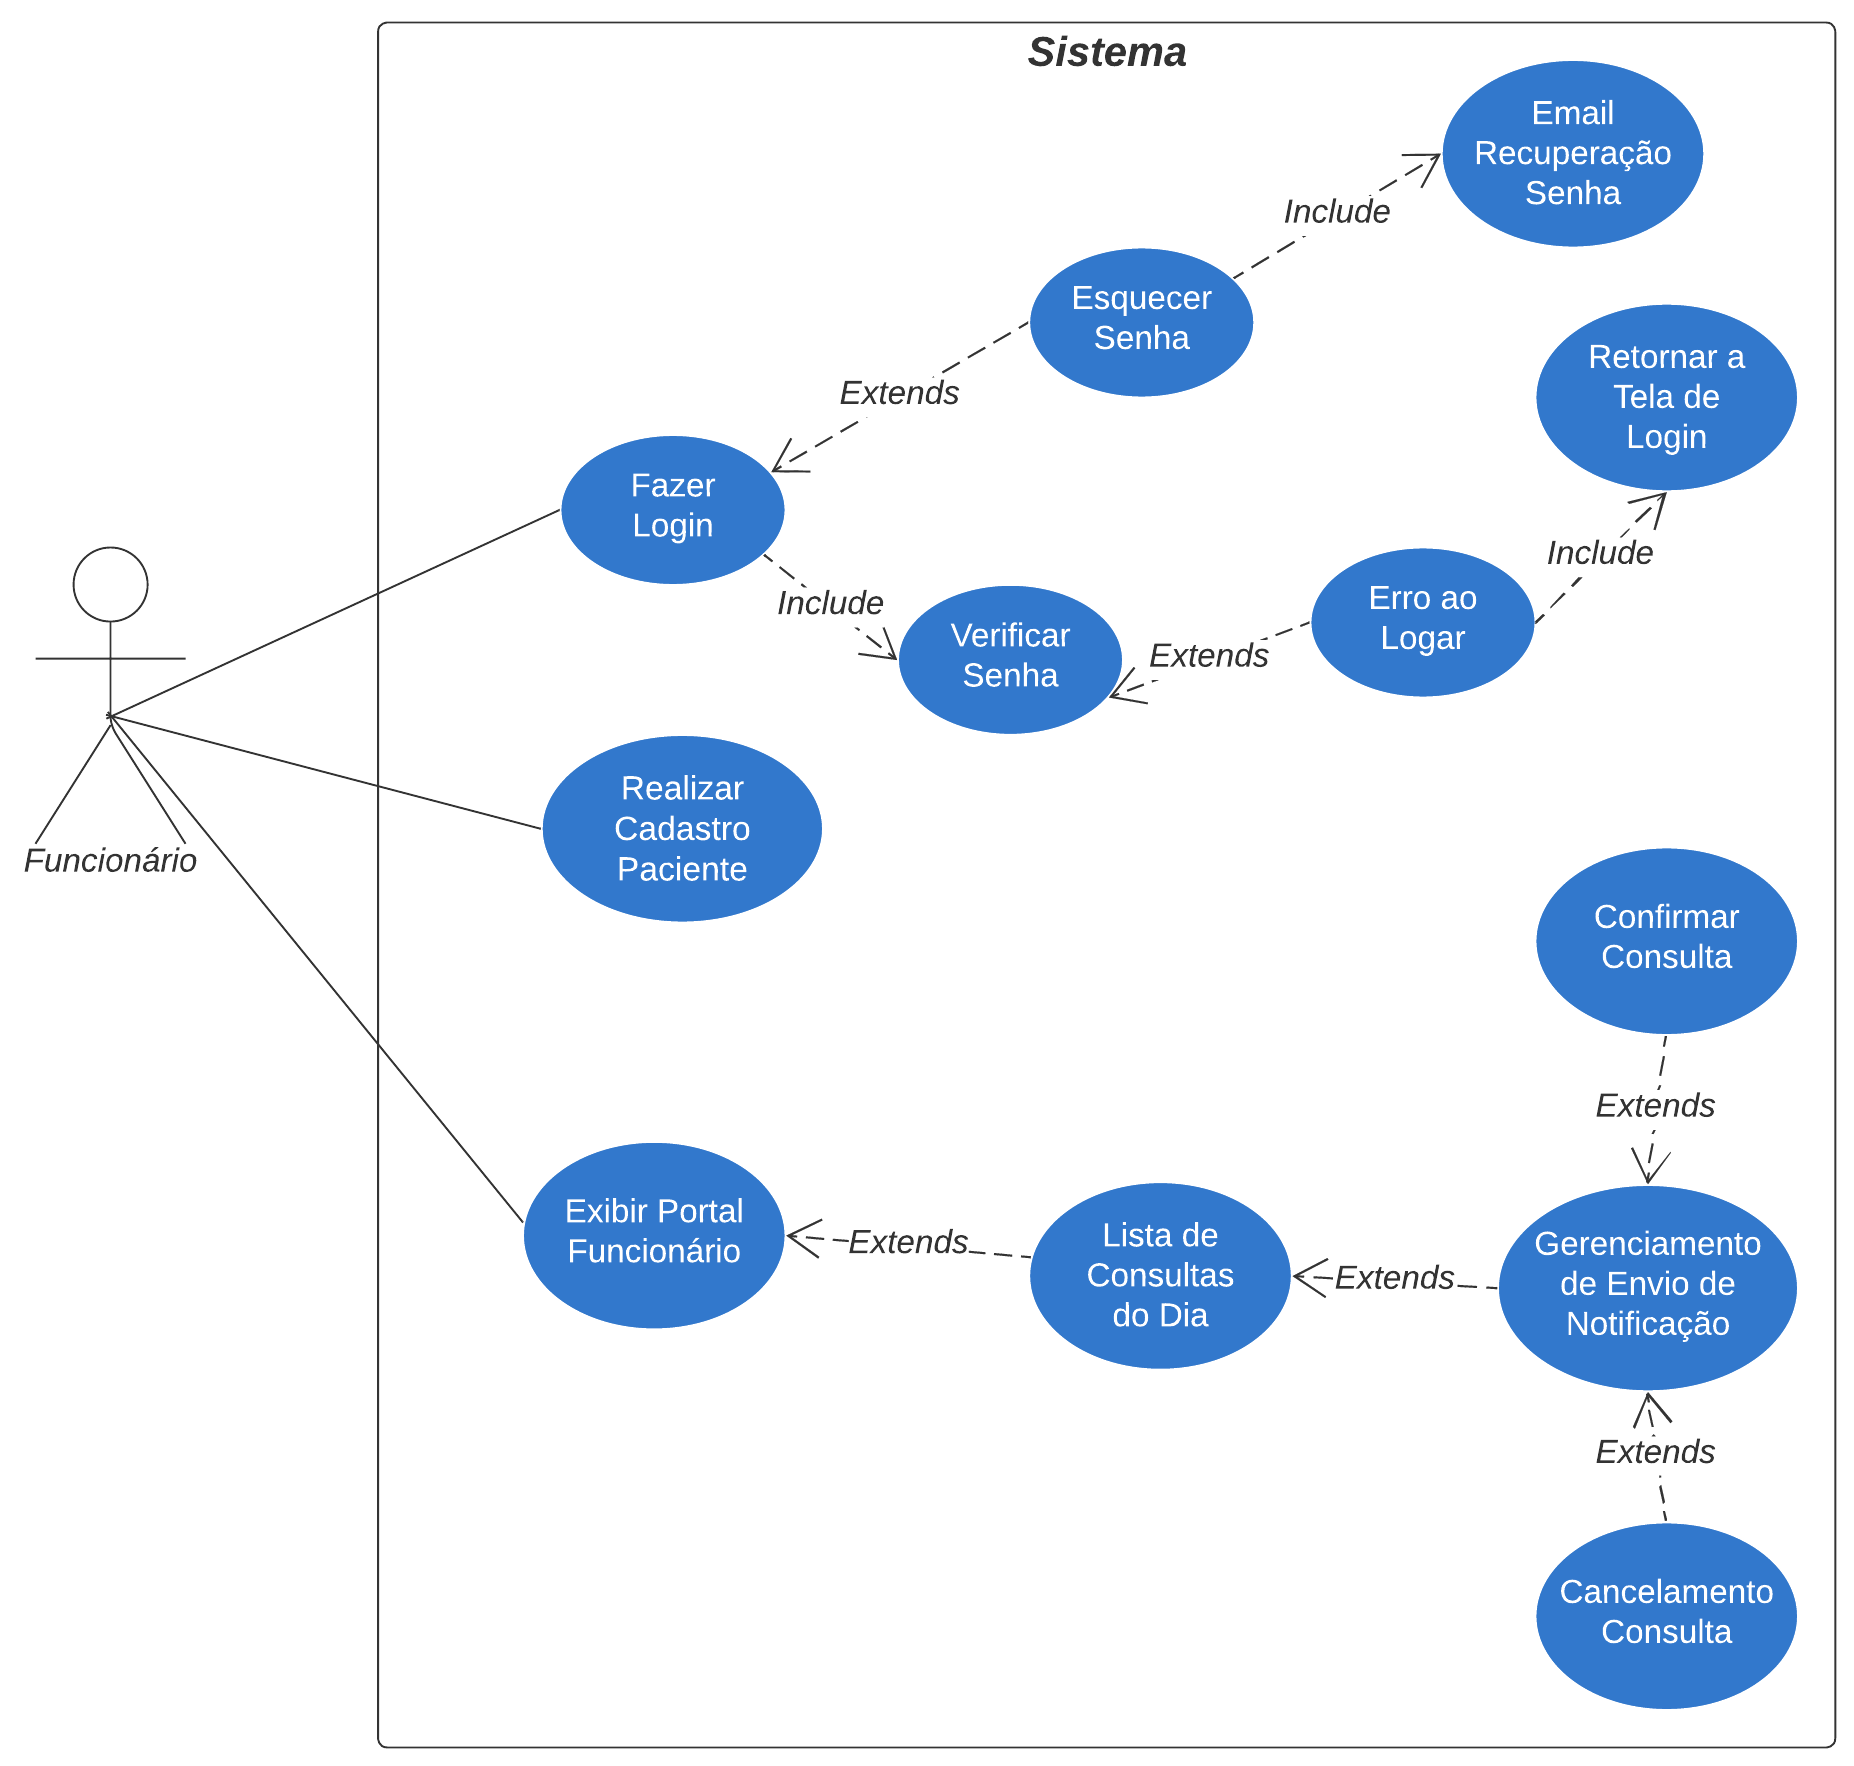 Sistema
Email
Recuperação
Senha
Include
Esquecer
Senha
Retornar a
Tela de
Login
Extends
Fazer
Login
Include
Include
Verificar
Senha
Extends
Erro ao
Logar
Funcionário
Realizar
Cadastro
Paciente
Confirmar
Consulta
Extends
Exibir Portal
Funcionário
Extends
Lista de
Consultas
do Dia
Extends
Gerenciamento
de Envio de
Notificação
Extends
Cancelamento
Consulta